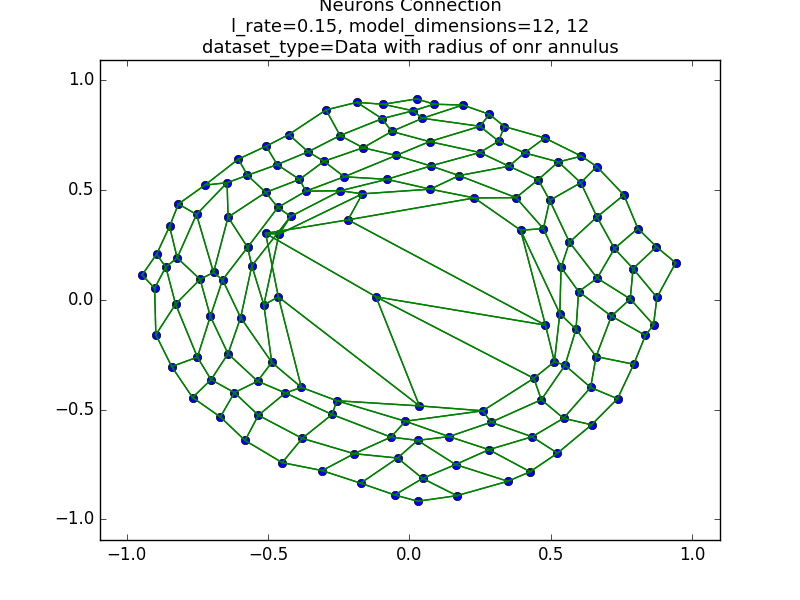 Neurons Connection
l_rate=0.15, model_dimensions=12, 12
dataset_type=Data with radius of onr annulus
1.0
0.5
0.0
−0.5
−1.0
−1.0 −0.5 0.0 0.5 1.0